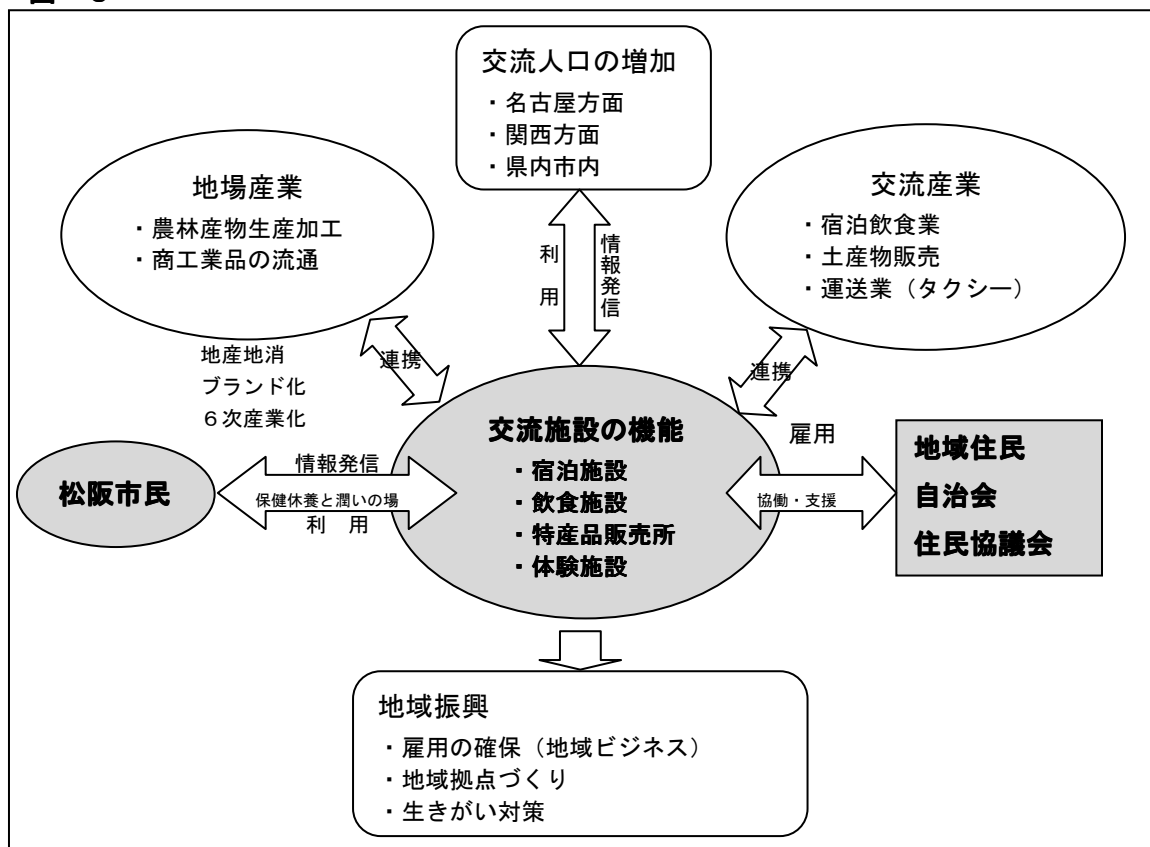 交流人口の増加
・名古屋方面
・関西方面
・県内市内
地場産業
・農林産物生産加工
・商工業品の流通
交流産業
・宿泊飲食業
・土産物販売
・運送業（タクシー）
利用
情報発信
地産地消
ブランド化
６次産業化
連携
連携
交流施設の機能
・宿泊施設
・飲食施設
・特産品販売所
・体験施設
松阪市民
情報発信
保健休養と潤いの場
利 用
雇用
協働・支援
地域住民
自治会
住民協議会
地域振興
・雇用の確保（地域ビジネス）
・地域拠点づくり
・生きがい対策